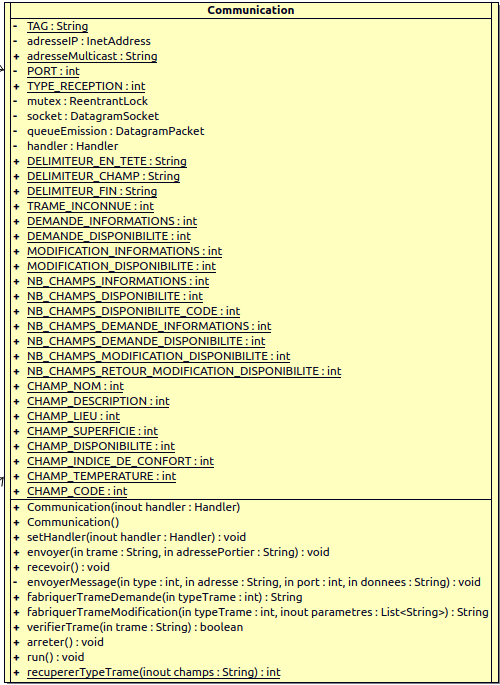 Communication
- TAG : String
- adresseIP : InetAddress
+ adresseMulticast : String
- PORT : int
+ TYPE_RECEPTION : int
- mutex : ReentrantLock
- socket : DatagramSocket
- queueEmission : DatagramPacket
- handler : Handler
+ DELIMITEUR_EN_TETE : String
+ DELIMITEUR_CHAMP : String
+ DELIMITEUR_FIN : String
+ TRAME_INCONNUE : int
+ DEMANDE_INFORMATIONS : int
+ DEMANDE_DISPONIBILITE : int
+ MODIFICATION_INFORMATIONS : int
+ MODIFICATION_DISPONIBILITE : int
+ NB_CHAMPS_INFORMATIONS : int
+ NB_CHAMPS_DISPONIBILITE : int
+ NB_CHAMPS_DISPONIBILITE_CODE : int
+ NB_CHAMPS_DEMANDE_INFORMATIONS : int
+ NB_CHAMPS_DEMANDE_DISPONIBILITE : int
+ NB_CHAMPS_MODIFICATION_DISPONIBILITE : int
+ NB_CHAMPS_RETOUR_MODIFICATION_DISPONIBILITE : int
+ CHAMP_NOM : int
+ CHAMP_DESCRIPTION : int
+ CHAMP_LIEU : int
+ CHAMP_SUPERFICIE : int
+ CHAMP_DISPONIBILITE : int
+ CHAMP_INDICE_DE_CONFORT : int
+ CHAMP_TEMPERATURE : int
+ CHAMP_CODE : int
+ Communication(inout handler : Handler)
+ Communication()
+ setHandler(inout handler : Handler) : void
+ envoyer(in trame : String, in adressePortier : String) : void
+ recevoir() : void
- envoyerMessage(in type : int, in adresse : String, in port : int, in donnees : String) : void
+ fabriquerTrameDemande(in typeTrame : int) : String
+ fabriquerTrameModification(in typeTrame : int, inout parametres : List<String>) : String
+ verifierTrame(in trame : String) : boolean
+ arreter() : void
+ run() : void
+ recupererTypeTrame(inout champs : String) : int